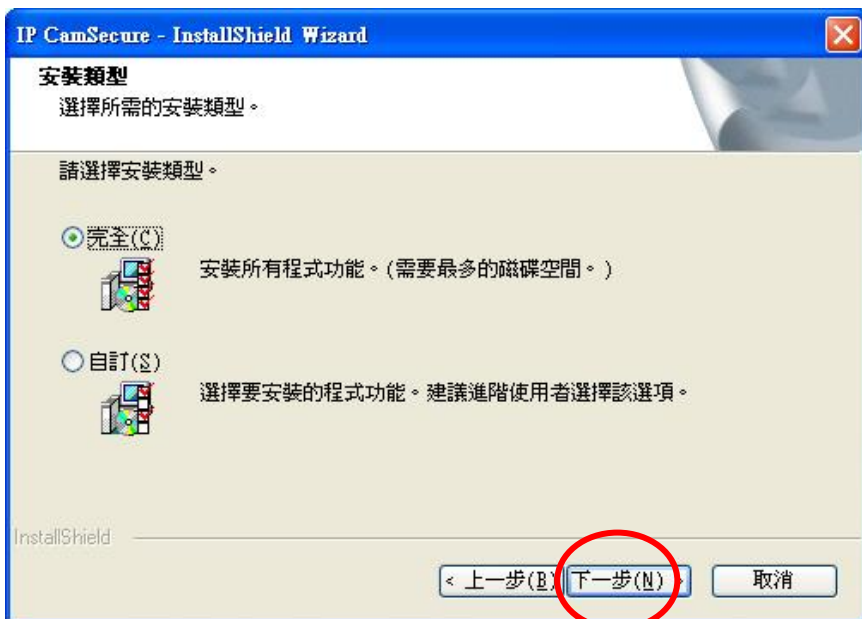 IP CamSecure - InstallShield Wizard
安裝類型
選擇所需的安裝類型。
請選擇安裝類型。
完全(C)
安裝所有程式功能。(需要最多的磁碟空間。)
自訂(S)
選擇要安裝的程式功能。建議進階使用者選擇該選項。
InstallShield
< 上一步(B) 下一步(N) > 取消